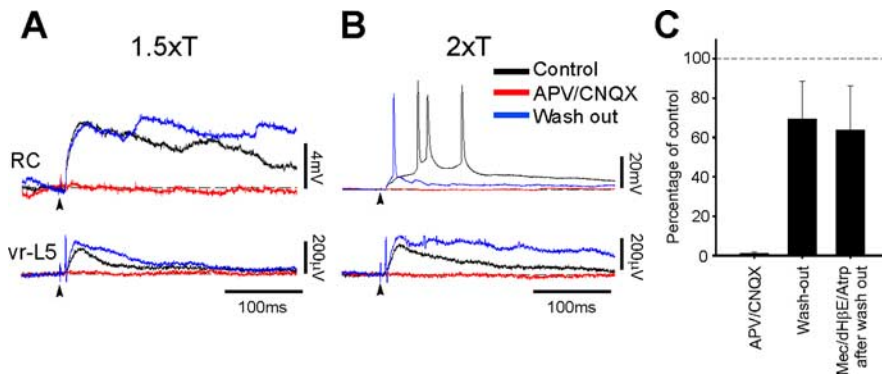 A
1.5xT
B
2xT
Control
APV/CNQX
Wash out
RC
4mV
20mV
vr-L5
200µV
200µV
100ms
100ms
C
Percentage of control
100
80
60
40
20
0
APV/CNQX
Wash-out
Mec/dHβE/Atrp
after wash out